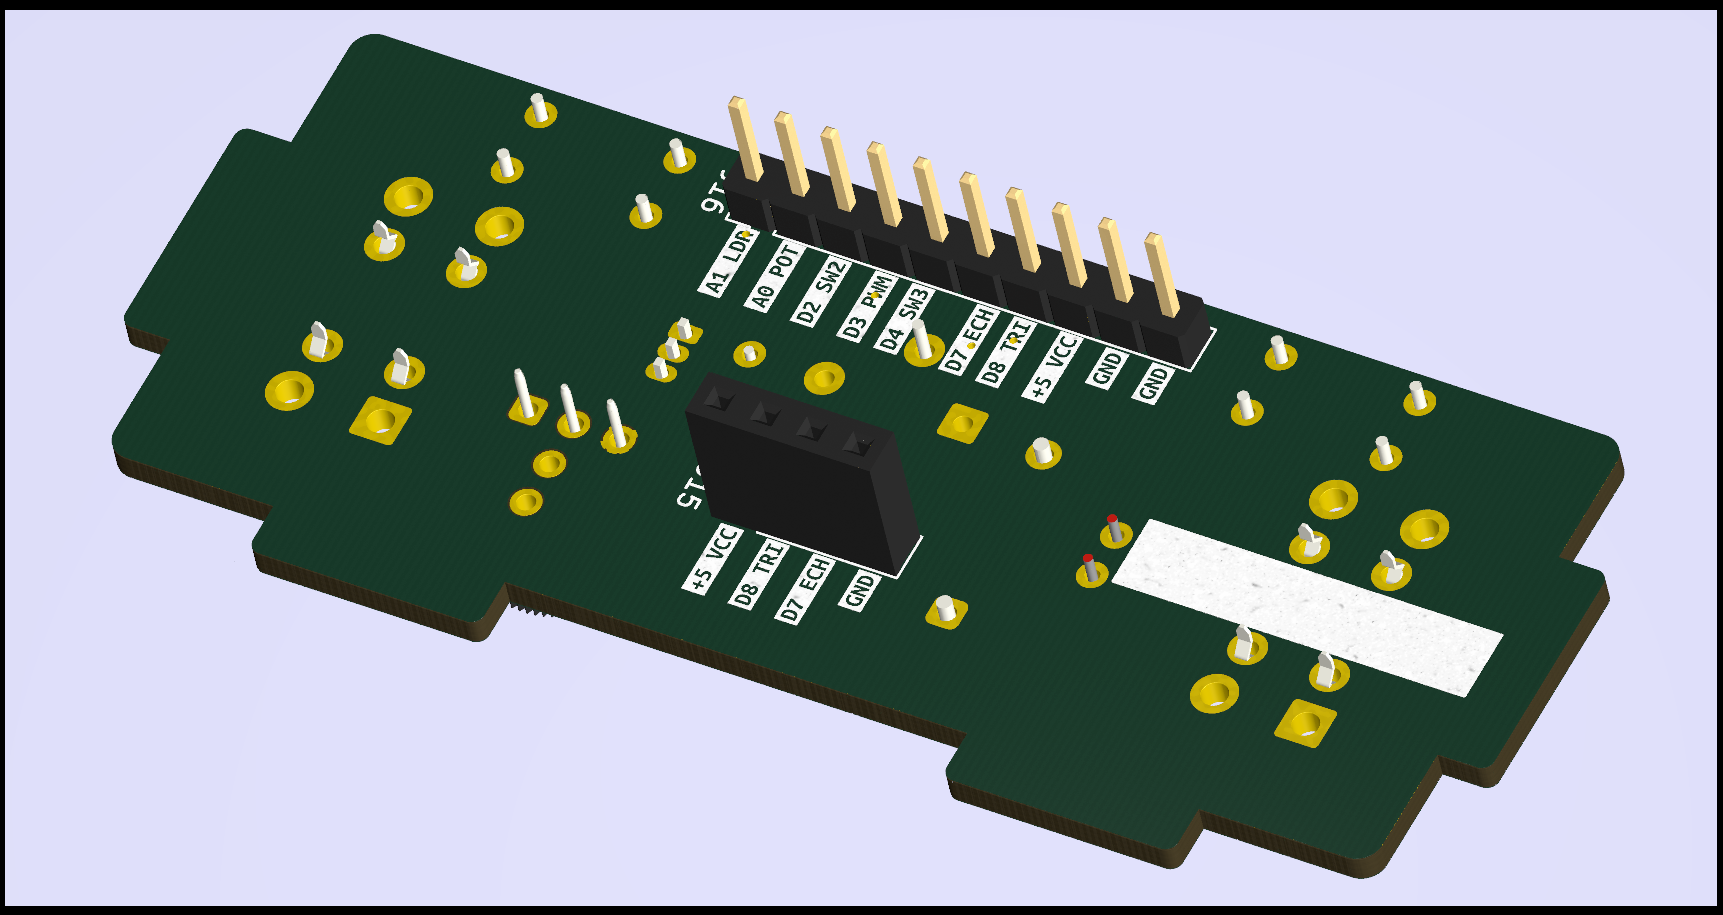 A1 LDR
A0 POT
D2 SW2
D3 PWM
D4 SW3
D7 ECH
D8 TRI
+5 VCC
GND
GND
+5 VCC
D8 TRI
D7 ECH
GND